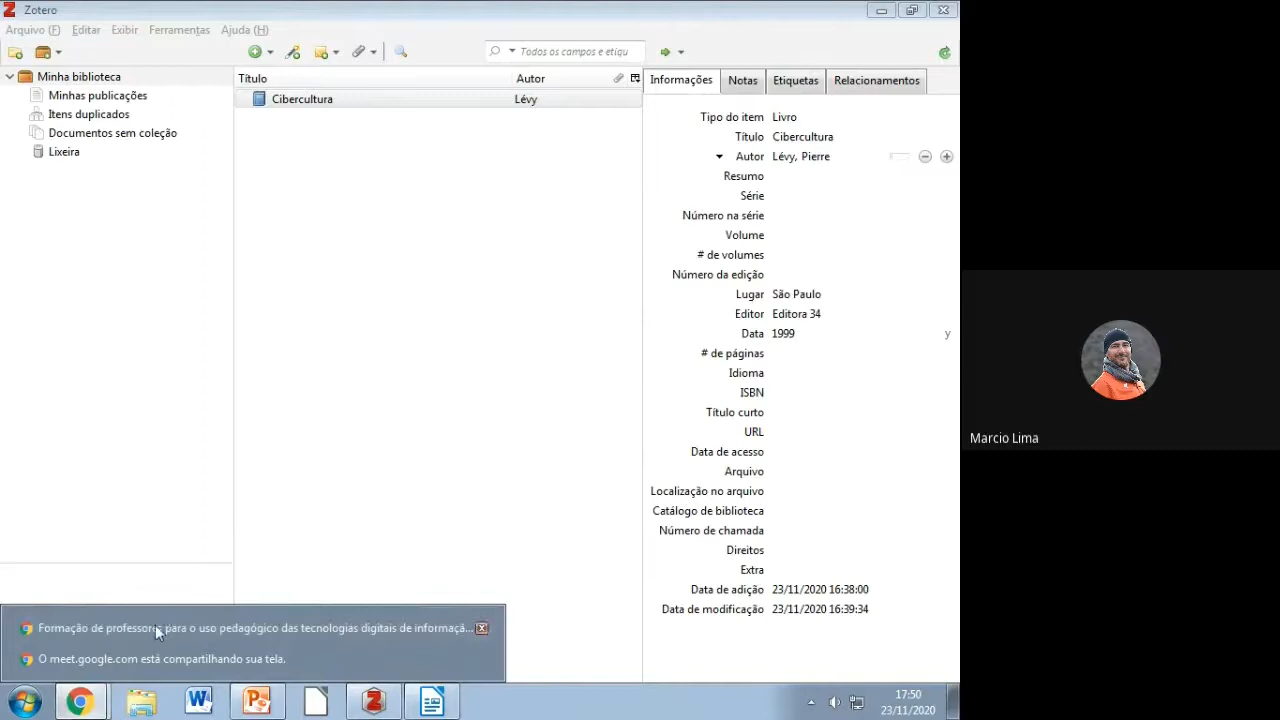 Zotero
Arquivo (F) Editar Exibir Ferramentas Ajuda (H)
Todos os campos e etiqu
Minha biblioteca
Minhas publicações
Itens duplicados
Documentos sem coleção
Lixeira
Título Autor
Cibercultura Lévy
Informações Notas Etiquetas Relacionamentos
Tipo do item Livro
Título Cibercultura
Autor Lévy, Pierre
Resumo
Série
Número na série
Volume
# de volumes
Número da edição
Lugar São Paulo
Editor Editora 34
Data 1999 y
# de páginas
Idioma
ISBN
Título curto
URL
Data de acesso
Arquivo
Localização no arquivo
Catálogo de biblioteca
Número de chamada
Direitos
Extra
Data de adição 23/11/2020 16:38:00
Data de modificação 23/11/2020 16:39:34
Formação de professores para o uso pedagógico das tecnologias digitais de informaçã...
O meet.google.com está compartilhando sua tela.
17:50
23/11/2020
Marcio Lima